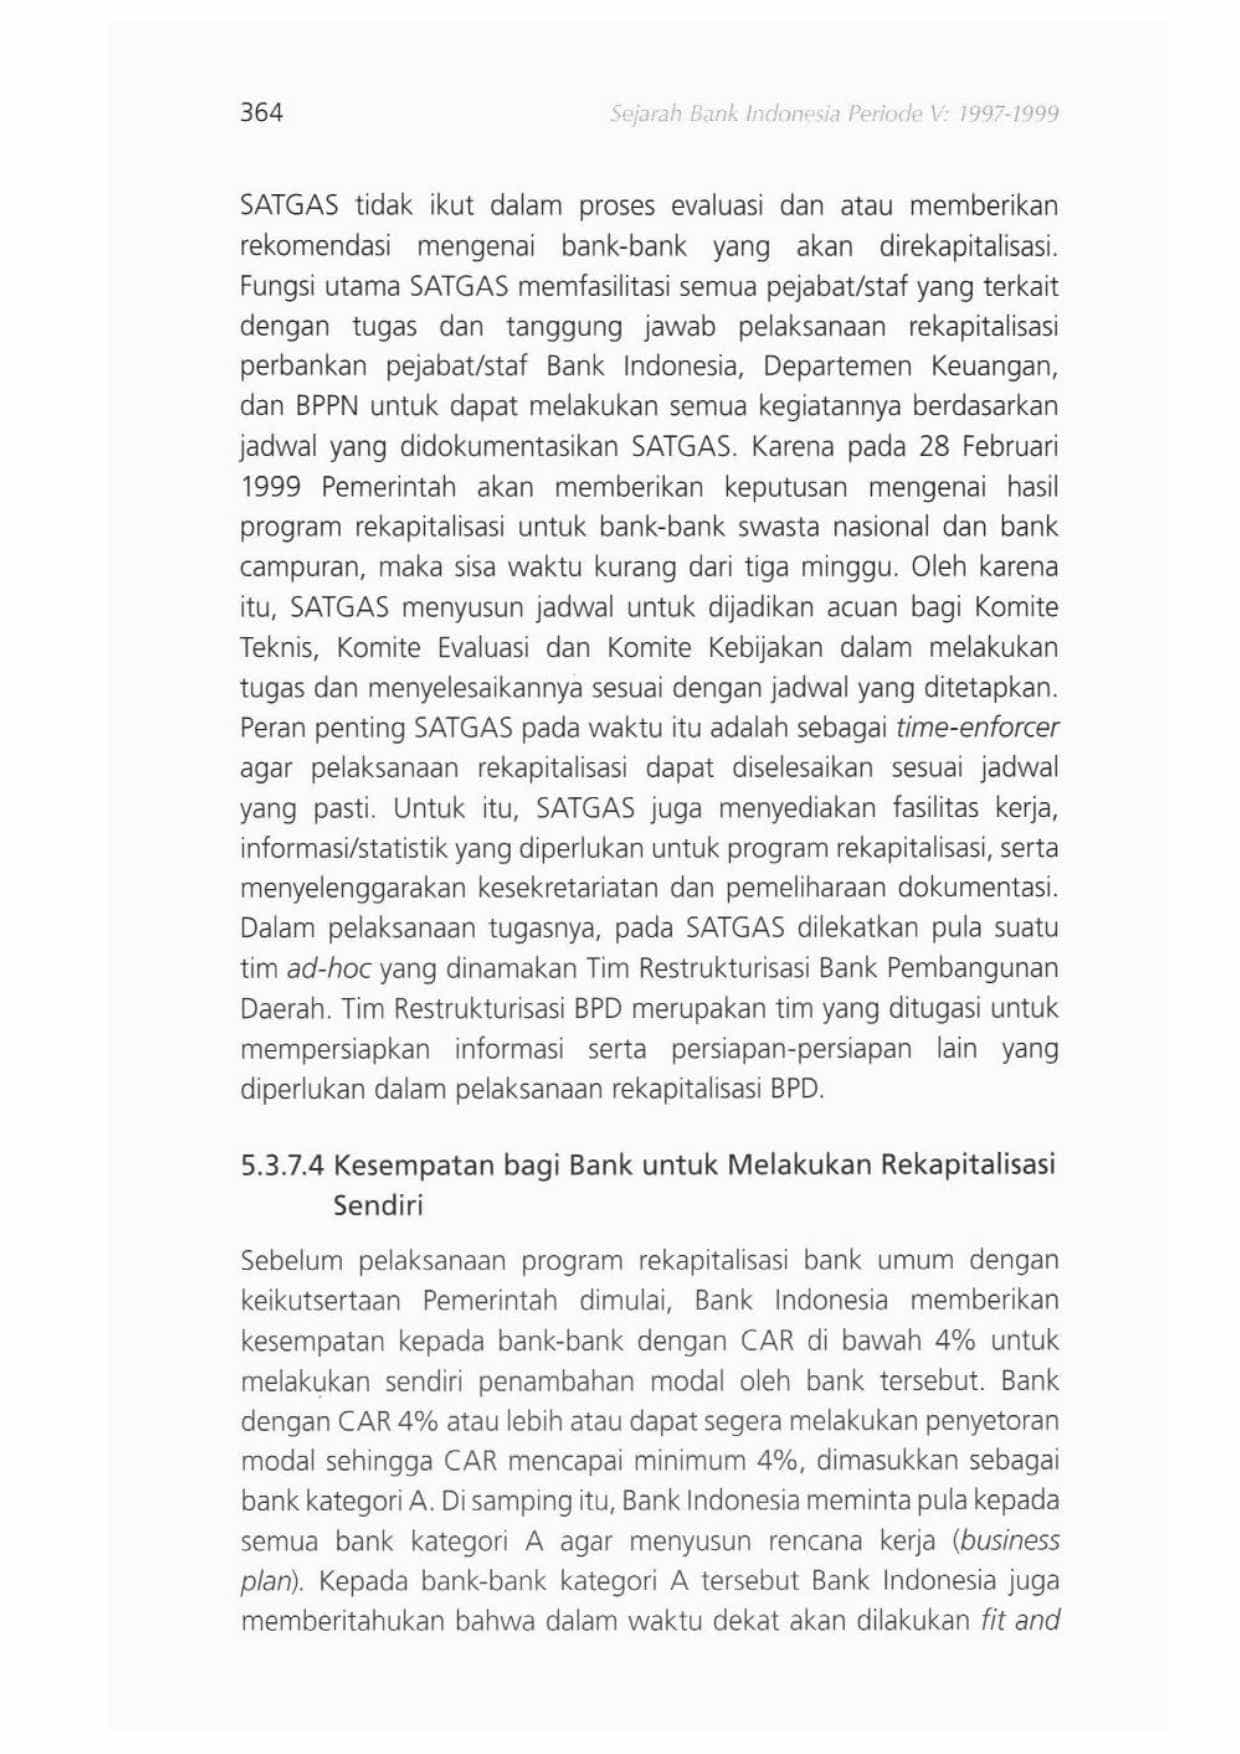 364
Sejarah Bank Indonesia Periode V: 1997-1999
SATGAS tidak ikut dalam proses evaluasi dan atau memberikan
rekomendasi mengenai bank-bank yang akan direkapitalisasi.
Fungsi utama SATGAS memfasilitasi semua pejabat/staf yang terkait
dengan tugas dan tanggung jawab pelaksanaan rekapitalisasi
perbankan pejabat/staf Bank Indonesia, Departemen Keuangan,
dan BPPN untuk dapat melakukan semua kegiatannya berdasarkan
jadwal yang didokumentasikan SATGAS. Karena pada 28 Februari
1999 Pemerintah akan memberikan keputusan mengenai hasil
program rekapitalisasi untuk bank-bank swasta nasional dan bank
campuran, maka sisa waktu kurang dari tiga minggu. Oleh karena
itu, SATGAS menyusun jadwal untuk dijadikan acuan bagi Komite
Teknis, Komite Evaluasi dan Komite Kebijakan dalam melakukan
tugas dan menyelesaikannya sesuai dengan jadwal yang ditetapkan.
Peran penting SATGAS pada waktu itu adalah sebagai time-enforcer
agar pelaksanaan rekapitalisasi dapat diselesaikan sesuai jadwal
yang pasti. Untuk itu, SATGAS juga menyediakan fasilitas kerja,
informasi/statistik yang diperlukan untuk program rekapitalisasi, serta
menyelenggarakan kesekretariatan dan pemeliharaan dokumentasi.
Dalam pelaksanaan tugasnya, pada SATGAS dilekatkan pula suatu
tim ad-hoc yang dinamakan Tim Restrukturisasi Bank Pembangunan
Daerah. Tim Restrukturisasi BPD merupakan tim yang ditugasi untuk
mempersiapkan informasi serta persiapan-persiapan lain yang
diperlukan dalam pelaksanaan rekapitalisasi BPD.
5.3.7.4 Kesempatan bagi Bank untuk Melakukan Rekapitalisasi
Sendiri
Sebelum pelaksanaan program rekapitalisasi bank umum dengan
keikutsertaan Pemerintah dimulai, Bank Indonesia memberikan
kesempatan kepada bank-bank dengan CAR di bawah 4% untuk
melakukan sendiri penambahan modal oleh bank tersebut. Bank
dengan CAR 4% atau lebih atau dapat segera melakukan penyetoran
modal sehingga CAR mencapai minimum 4%, dimasukkan sebagai
bank kategori A. Di samping itu, Bank Indonesia meminta pula kepada
semua bank kategori A agar menyusun rencana kerja (business
plan). Kepada bank-bank kategori A tersebut Bank Indonesia juga
memberitahukan bahwa dalam waktu dekat akan dilakukan fit and